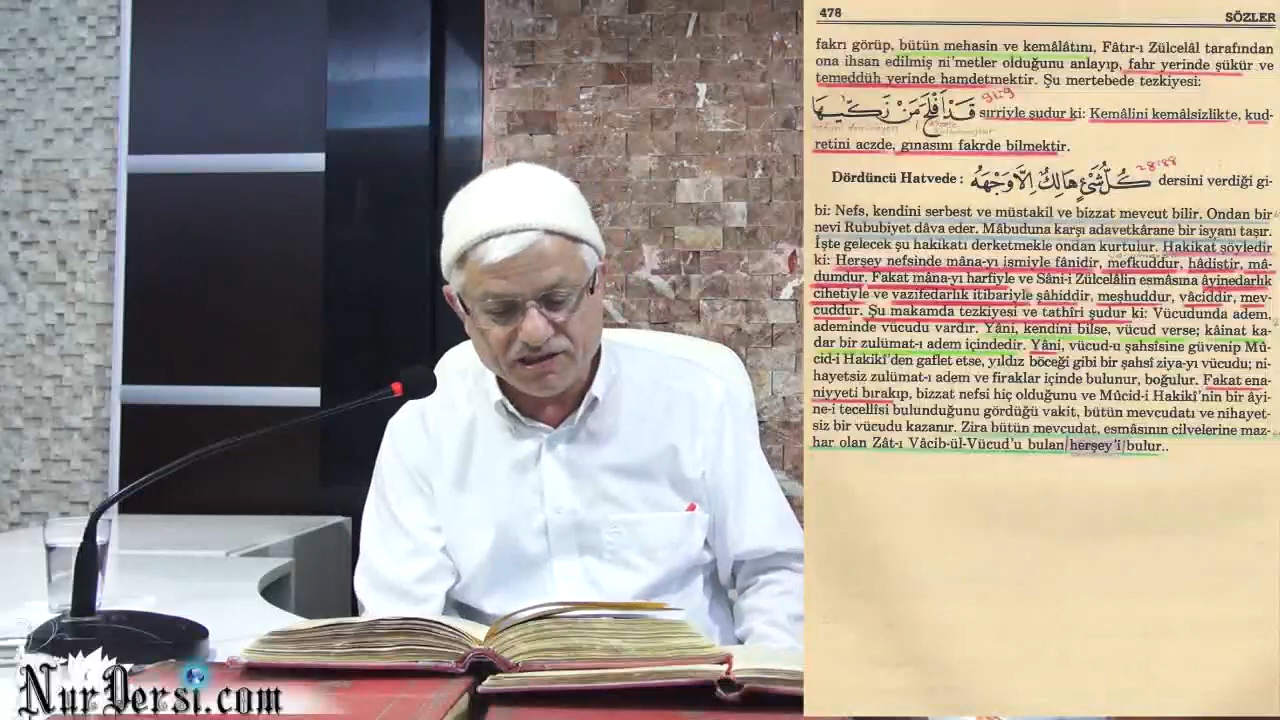 478
SÖZLER
fakrı görüp, bütün mehasin ve kemâlâtını, Fâtır-ı Zülcelâl tarafından
ona ihsan edilmiş ni'metler olduğunu anlayıp, fahr yerinde şükür ve
temeddüh yerinde hamdetmektir. Şu mertebede tezkiyesi:
91:9
قَدْ اَفْلَحَ مَنْ زَكّٰيهَا sırriyle şudur ki: Kemâlini kemâlsizlikte, kud-
retini aczde, gınasını fakrde bilmektir.
28:88
Dördüncü Hatvede: كُلُّ شَيْءٍ هَالِكٌ اِلَّا وَجْهَهُ dersini verdiği gi-
bi: Nefs, kendini serbest ve müstakil ve bizzat mevcut bilir. Ondan bir
nevi Rububiyet dâva eder. Mâbuduna karşı adavetkârane bir isyanı taşır.
İşte gelecek şu hakikatı derketmekle ondan kurtulur. Hakikat şöyledir
ki: Herşey nefsinde mâna-yı ismiyle fânidir, mefkuddur, hâdistir, mâ-
dumdur. Fakat mâna-yı harfiyle ve Sâni-i Zülcelâlin esmâsına âyinedarlık
cihetiyle ve vazifedarlık itibariyle şâhiddir, meşhuddur, vâciddir, mev-
cuddur. Şu makamda tezkiyesi ve tathîri şudur ki: Vücudunda adem,
ademinde vücudu vardır. Yâni, kendini bilse, vücud verse; kâinat ka-
dar bir zulümat-ı adem içindedir. Yâni, vücud-u şahsîsine güvenip Mû-
cid-i Hakikî'den gaflet etse, yıldız böceği gibi bir şahsî ziya-yı vücudu; ni-
hayetsiz zulümat-ı adem ve firaklar içinde bulunur, boğulur. Fakat ena-
niyyeti bırakıp, bizzat nefsi hiç olduğunu ve Mûcid-i Hakikî'nin bir âyi-
ne-i tecellîsi bulunduğunu gördüğü vakit, bütün mevcudatı ve nihayet-
siz bir vücudu kazanır. Zira bütün mevcudat, esmâsının cilvelerine maz-
har olan Zât-ı Vâcib-ül-Vücud'u bulan herşey'i bulur..
NurDersi.com